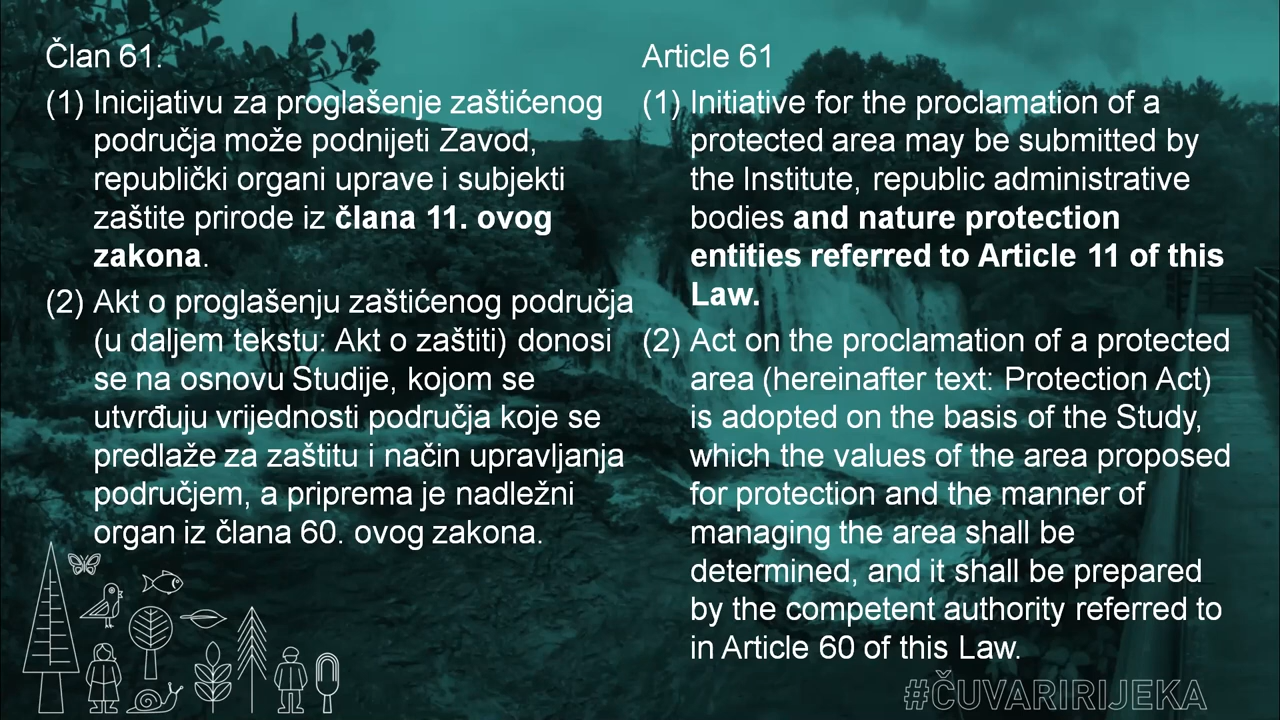 Član 61.
(1) Inicijativu za proglašenje zaštićenog
područja može podnijeti Zavod,
republički organi uprave i subjekti
zaštite prirode iz člana 11. ovog
zakona.
(2) Akt o proglašenju zaštićenog područja
(u daljem tekstu: Akt o zaštiti) donosi
se na osnovu Studije, kojom se
utvrđuju vrijednosti područja koje se
predlaže za zaštitu i način upravljanja
područjem, a priprema je nadležni
organ iz člana 60. ovog zakona.
Article 61
(1) Initiative for the proclamation of a
protected area may be submitted by
the Institute, republic administrative
bodies and nature protection
entities referred to Article 11 of this
Law.
(2) Act on the proclamation of a protected
area (hereinafter text: Protection Act)
is adopted on the basis of the Study,
which the values of the area proposed
for protection and the manner of
managing the area shall be
determined, and it shall be prepared
by the competent authority referred to
in Article 60 of this Law.
#ČUVARIRIJEKA